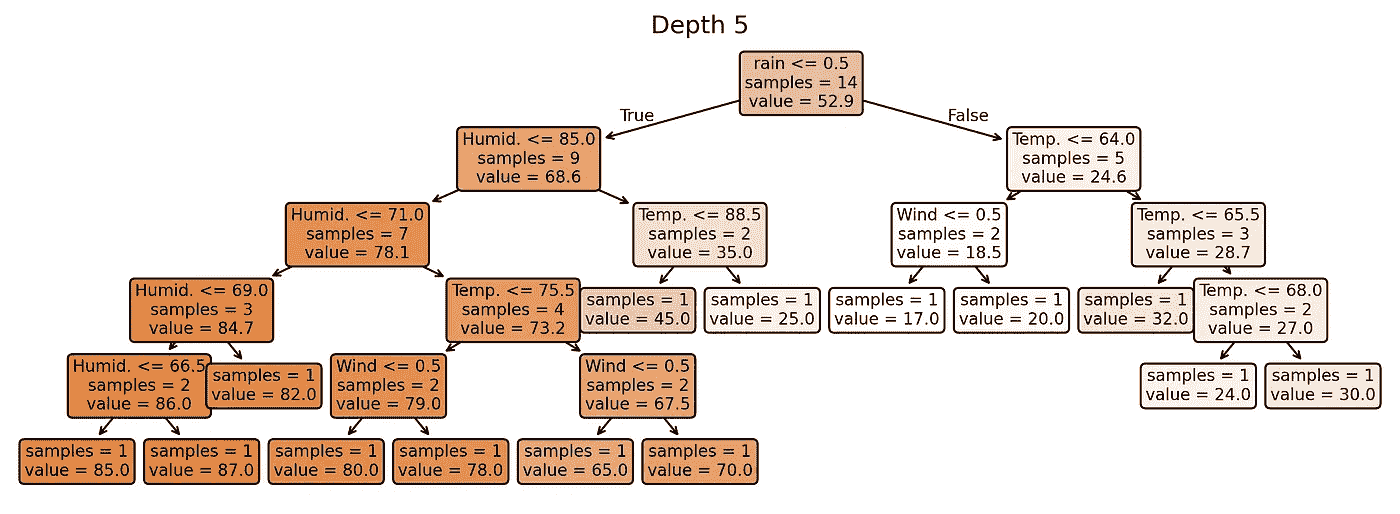 Depth 5
rain <= 0.5
samples = 14
value = 52.9
True
False
Humid. <= 85.0
samples = 9
value = 68.6
Temp. <= 64.0
samples = 5
value = 24.6
Humid. <= 71.0
samples = 7
value = 78.1
Temp. <= 88.5
samples = 2
value = 35.0
Wind <= 0.5
samples = 2
value = 18.5
Temp. <= 65.5
samples = 3
value = 28.7
Humid. <= 69.0
samples = 3
value = 84.7
Temp. <= 75.5
samples = 4
value = 73.2
samples = 1
value = 45.0
samples = 1
value = 25.0
samples = 1
value = 17.0
samples = 1
value = 20.0
samples = 1
value = 32.0
Temp. <= 68.0
samples = 2
value = 27.0
Humid. <= 66.5
samples = 2
value = 86.0
samples = 1
value = 82.0
Wind <= 0.5
samples = 2
value = 79.0
Wind <= 0.5
samples = 2
value = 67.5
samples = 1
value = 24.0
samples = 1
value = 30.0
samples = 1
value = 85.0
samples = 1
value = 87.0
samples = 1
value = 80.0
samples = 1
value = 78.0
samples = 1
value = 65.0
samples = 1
value = 70.0